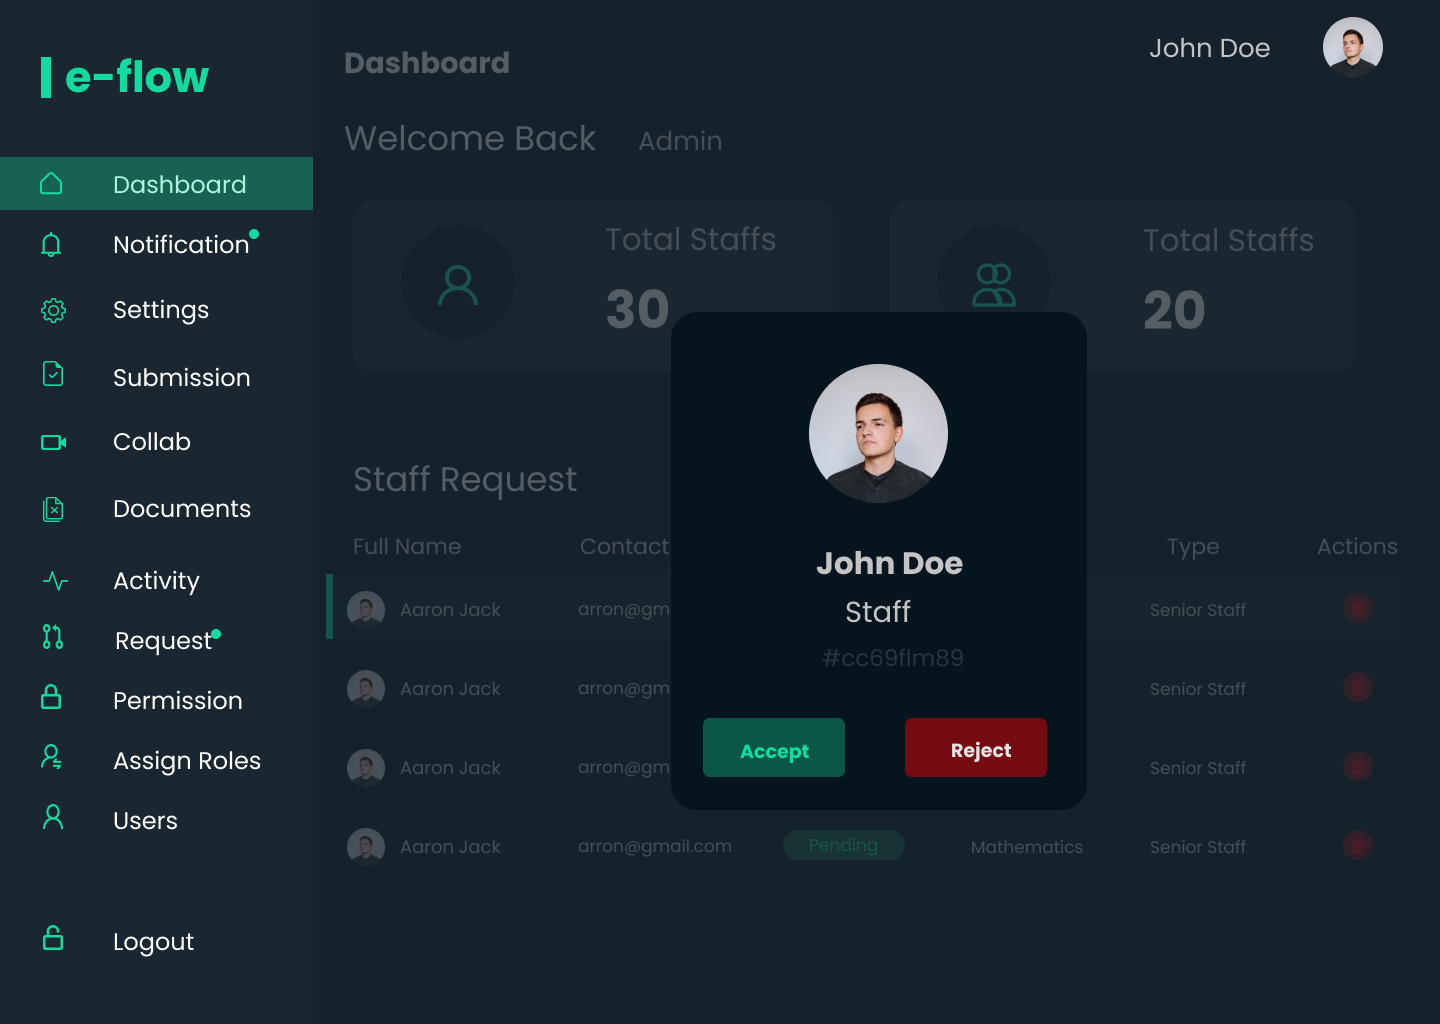 e-flow
Dashboard
Notification
Settings
Submission
Collab
Documents
Activity
Request
Permission
Assign Roles
Users
Logout
Dashboard
John Doe
Welcome Back Admin
Total Staffs
30
Total Staffs
20
Staff Request
Full Name Contact Type Actions
Aaron Jack arron@gm Senior Staff
Aaron Jack arron@gm Senior Staff
Aaron Jack arron@gm Senior Staff
Aaron Jack arron@gmail.com Pending Mathematics Senior Staff
John Doe
Staff
#cc69flm89
Accept Reject